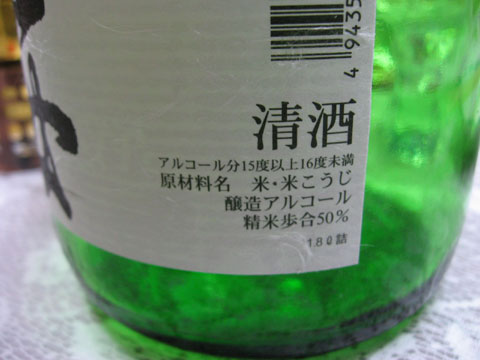 4 9435
清酒
アルコール分15度以上16度未満
原材料名 米・米こうじ
醸造アルコール
精米歩合50%
1.8ℓ詰